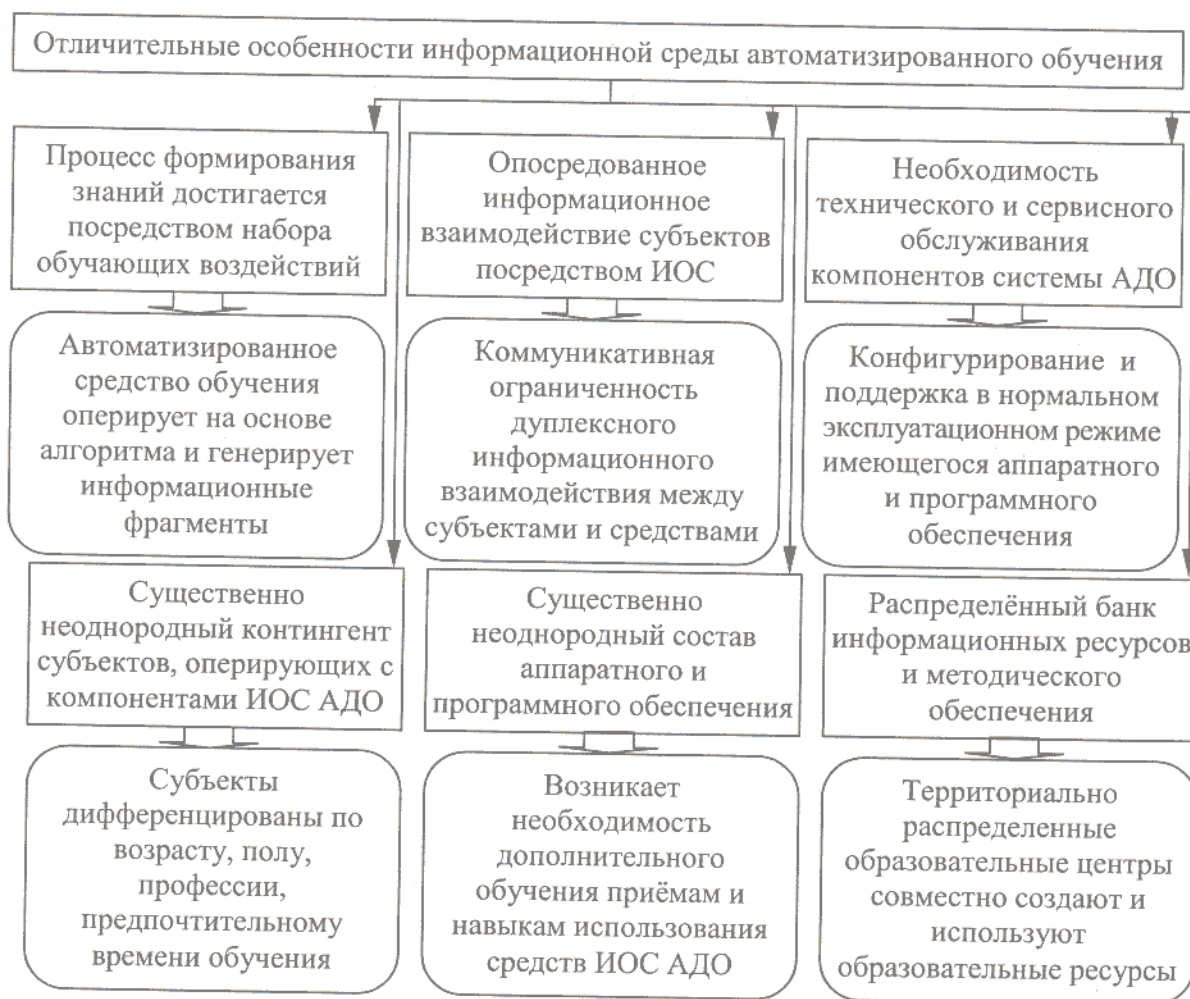 Отличительные особенности информационной среды автоматизированного обучения
Процесс формирования
знаний достигается
посредством набора
обучающих воздействий
Опосредованное
информационное
взаимодействие субъектов
посредством ИОС
Необходимость
технического и сервисного
обслуживания
компонентов системы АДО
Автоматизированное
средство обучения
оперирует на основе
алгоритма и генерирует
информационные
фрагменты
Коммуникативная
ограниченность
дуплексного
информационного
взаимодействия между
субъектами и средствами
Конфигурирование и
поддержка в нормальном
эксплуатационном режиме
имеющегося аппаратного
и программного
обеспечения
Существенно
неоднородный контингент
субъектов, оперирующих с
компонентами ИОС АДО
Существенно
неоднородный состав
аппаратного и
программного обеспечения
Распределённый банк
информационных ресурсов
и методического
обеспечения
Субъекты
дифференцированы по
возрасту, полу,
профессии,
предпочтительному
времени обучения
Возникает
необходимость
дополнительного
обучения приёмам и
навыкам использования
средств ИОС АДО
Территориально
распределенные
образовательные центры
совместно создают и
используют
образовательные ресурсы